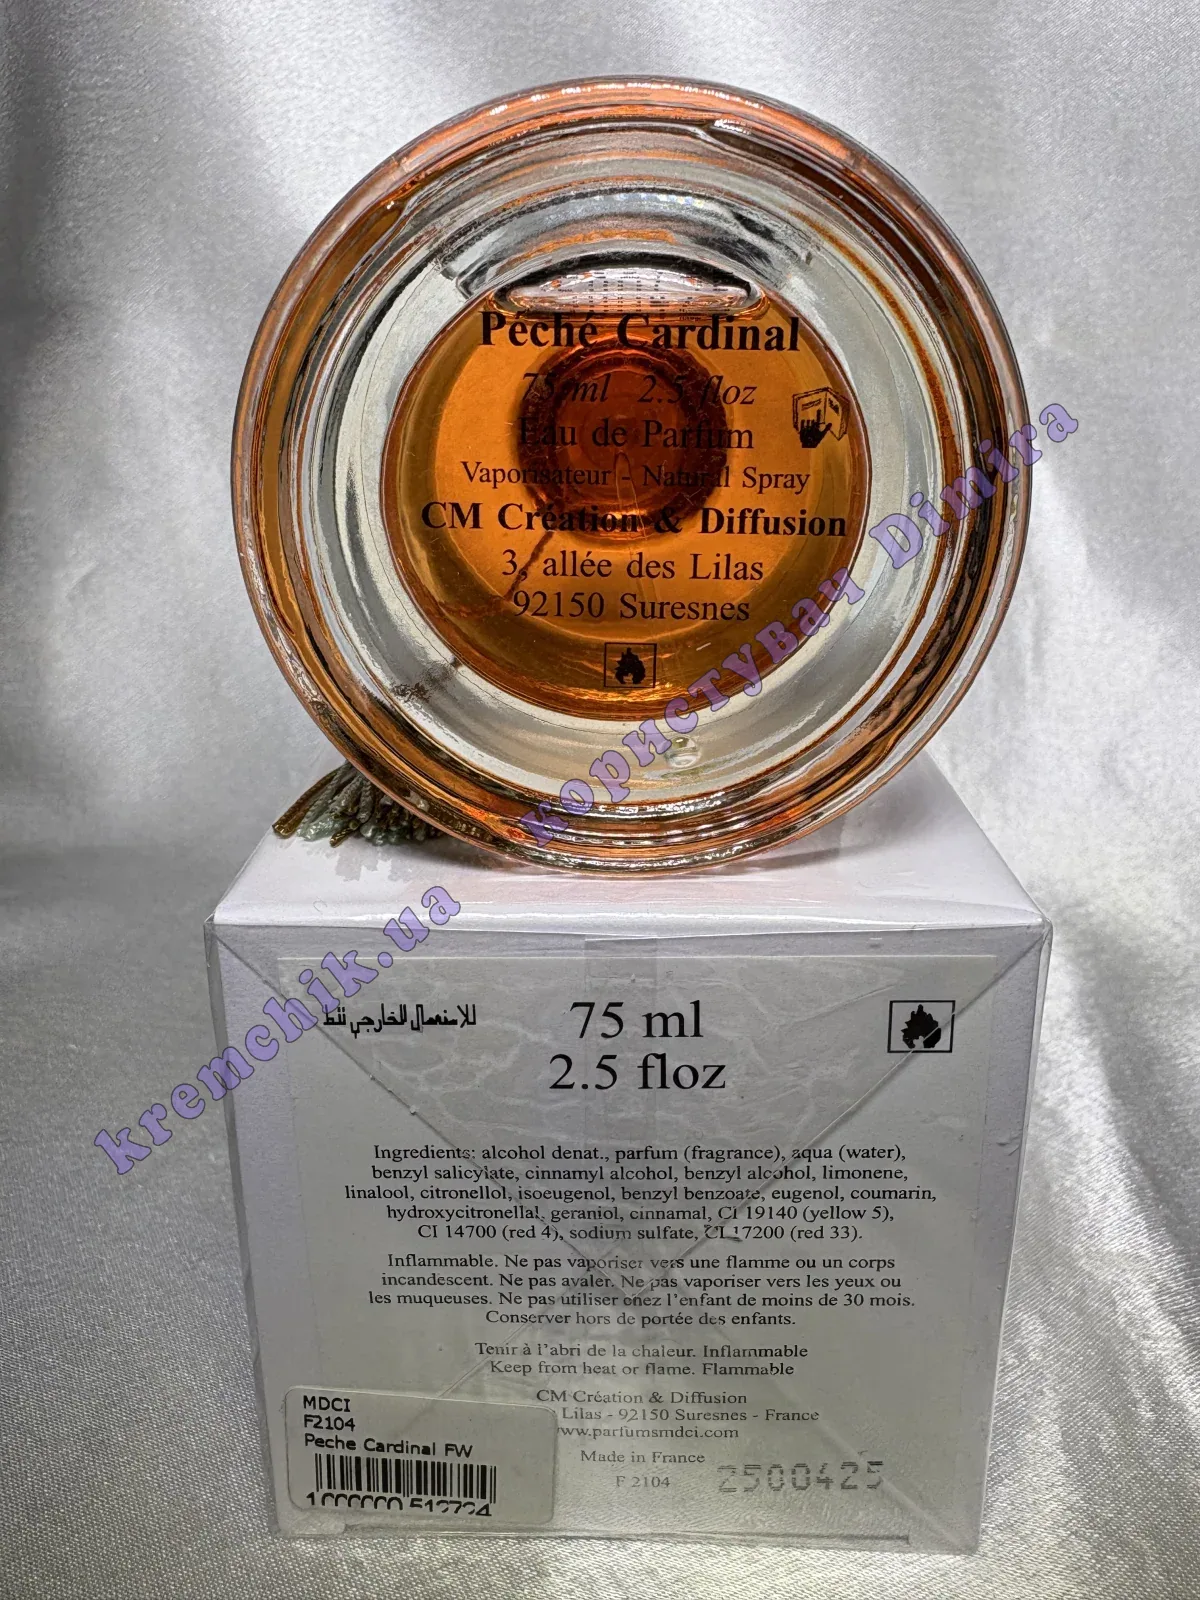 Péché Cardinal
75 ml 2.5 floz
Eau de Parfum
Vaporisateur - Natural Spray
CM Création & Diffusion
3, allée des Lilas
92150 Suresnes
kremchik.ua користувач Dimira
للاستعمال الخارجي فقط
75 ml
2.5 floz
Ingredients: alcohol denat., parfum (fragrance), aqua (water),
benzyl salicylate, cinnamyl alcohol, benzyl alcohol, limonene,
linalool, citronellol, isoeugenol, benzyl benzoate, eugenol, coumarin,
hydroxycitronellal, geraniol, cinnamal, CI 19140 (yellow 5),
CI 14700 (red 4), sodium sulfate, CI 17200 (red 33).
Inflammable. Ne pas vaporiser vers une flamme ou un corps
incandescent. Ne pas avaler. Ne pas vaporiser vers les yeux ou
les muqueuses. Ne pas utiliser chez l'enfant de moins de 30 mois.
Conserver hors de portée des enfants.
Tenir à l'abri de la chaleur. Inflammable
Keep from heat or flame. Flammable
CM Création & Diffusion
Lilas - 92150 Suresnes - France
www.parfumsmdci.com
Made in France
F 2104
2500425
MDCI
F2104
Peche Cardinal FW